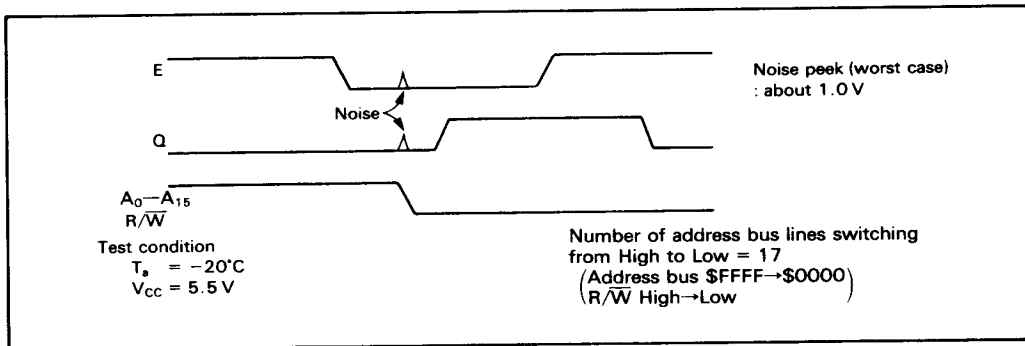 E
Noise peek (worst case)
: about 1.0 V
Noise
Q
A₀—A₁₅
R/W̅
Test condition
Tₐ = −20°C
V_CC = 5.5 V
Number of address bus lines switching
from High to Low = 17
(Address bus $FFFF→$0000)
(R/W̅ High→Low)